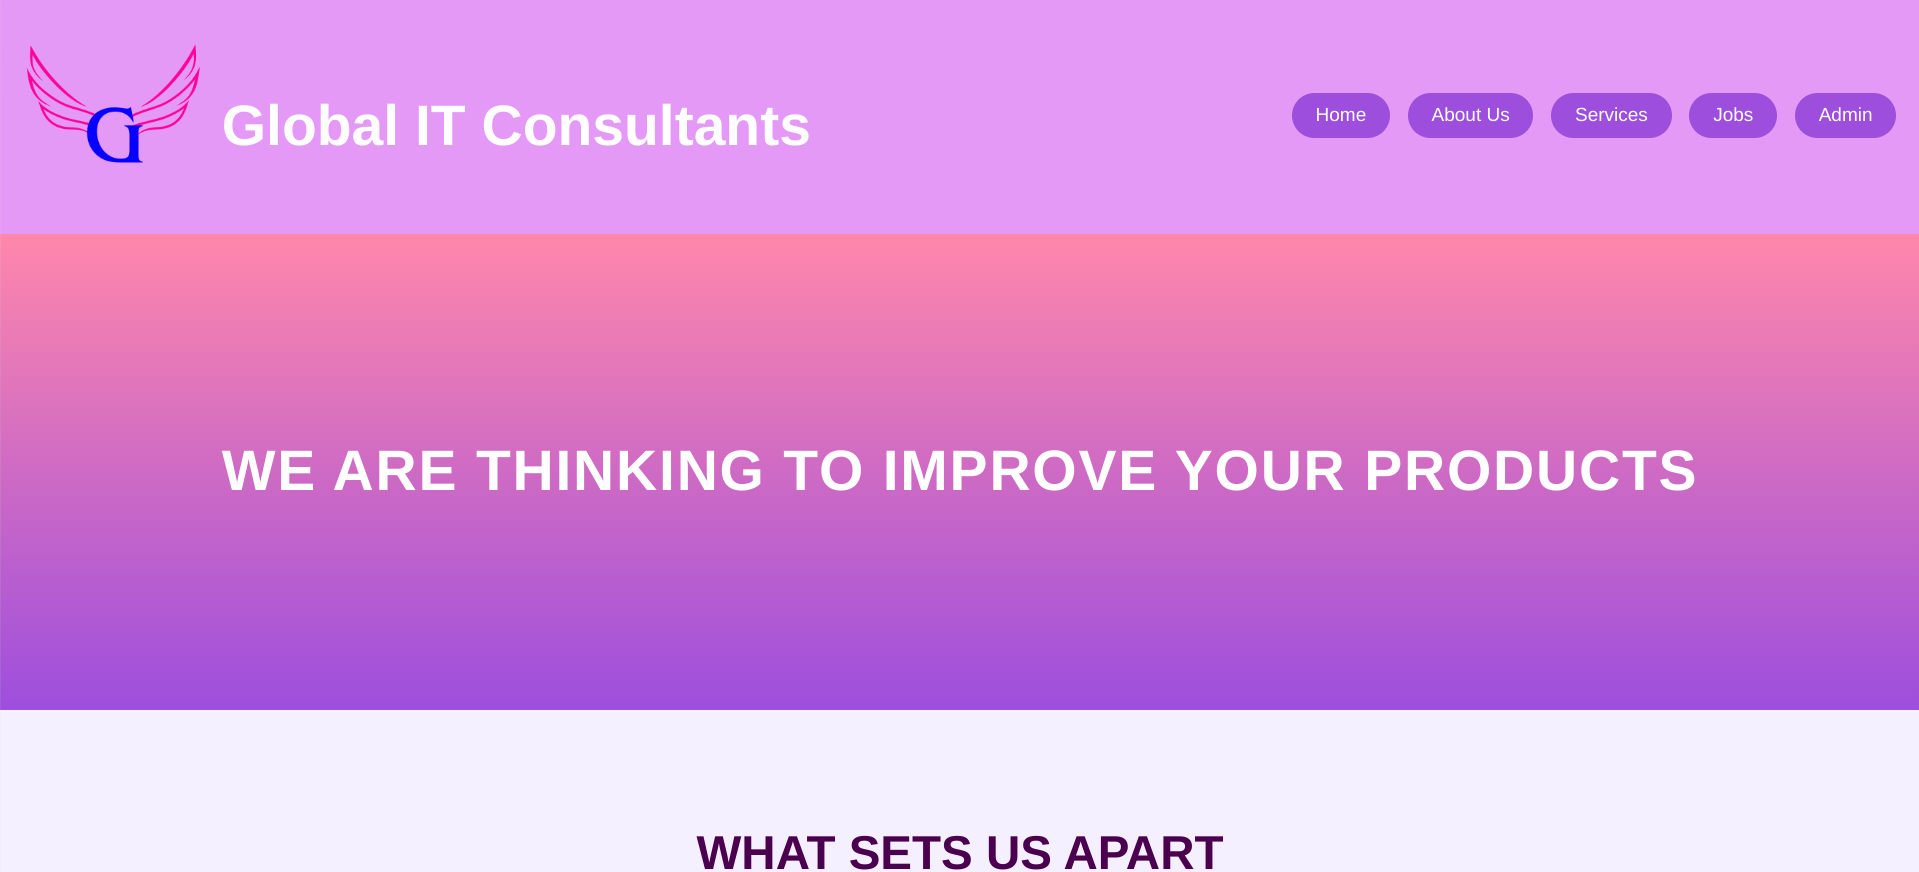 G
Global IT Consultants
Home
About Us
Services
Jobs
Admin
WE ARE THINKING TO IMPROVE YOUR PRODUCTS
WHAT SETS US APART